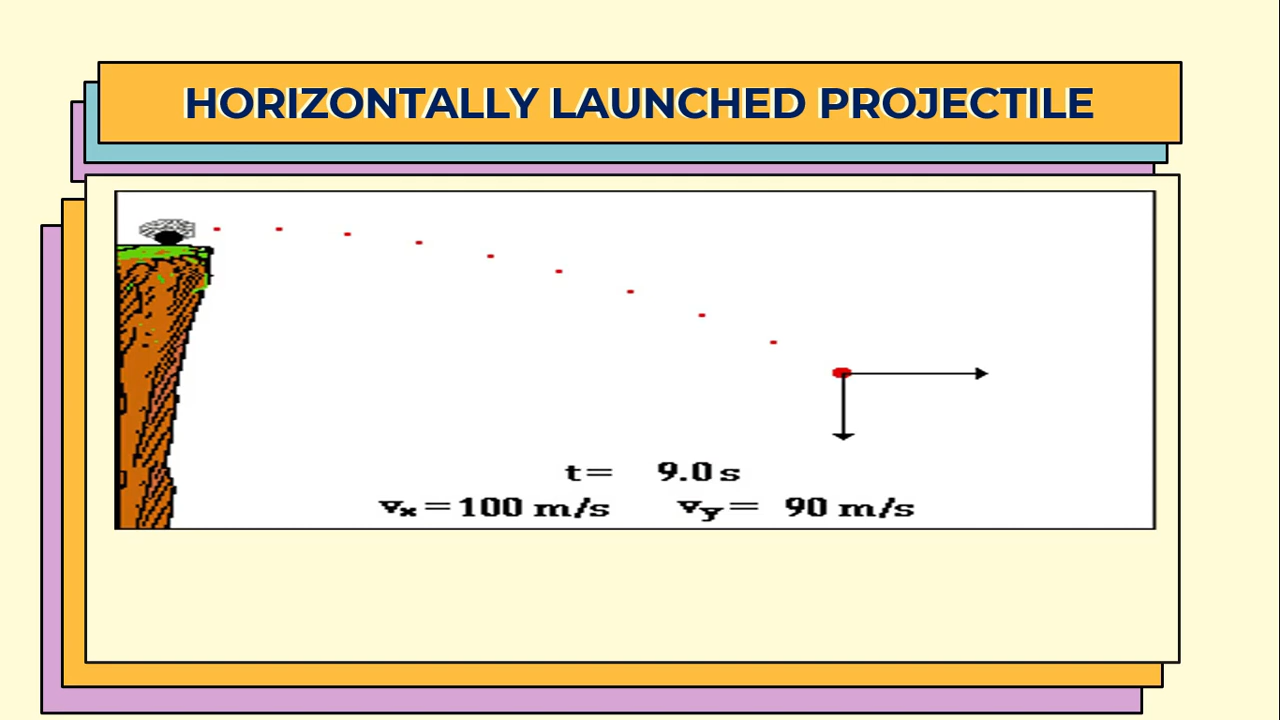 HORIZONTALLY LAUNCHED PROJECTILE
t= 9.0 s
vx = 100 m/s vy = 90 m/s